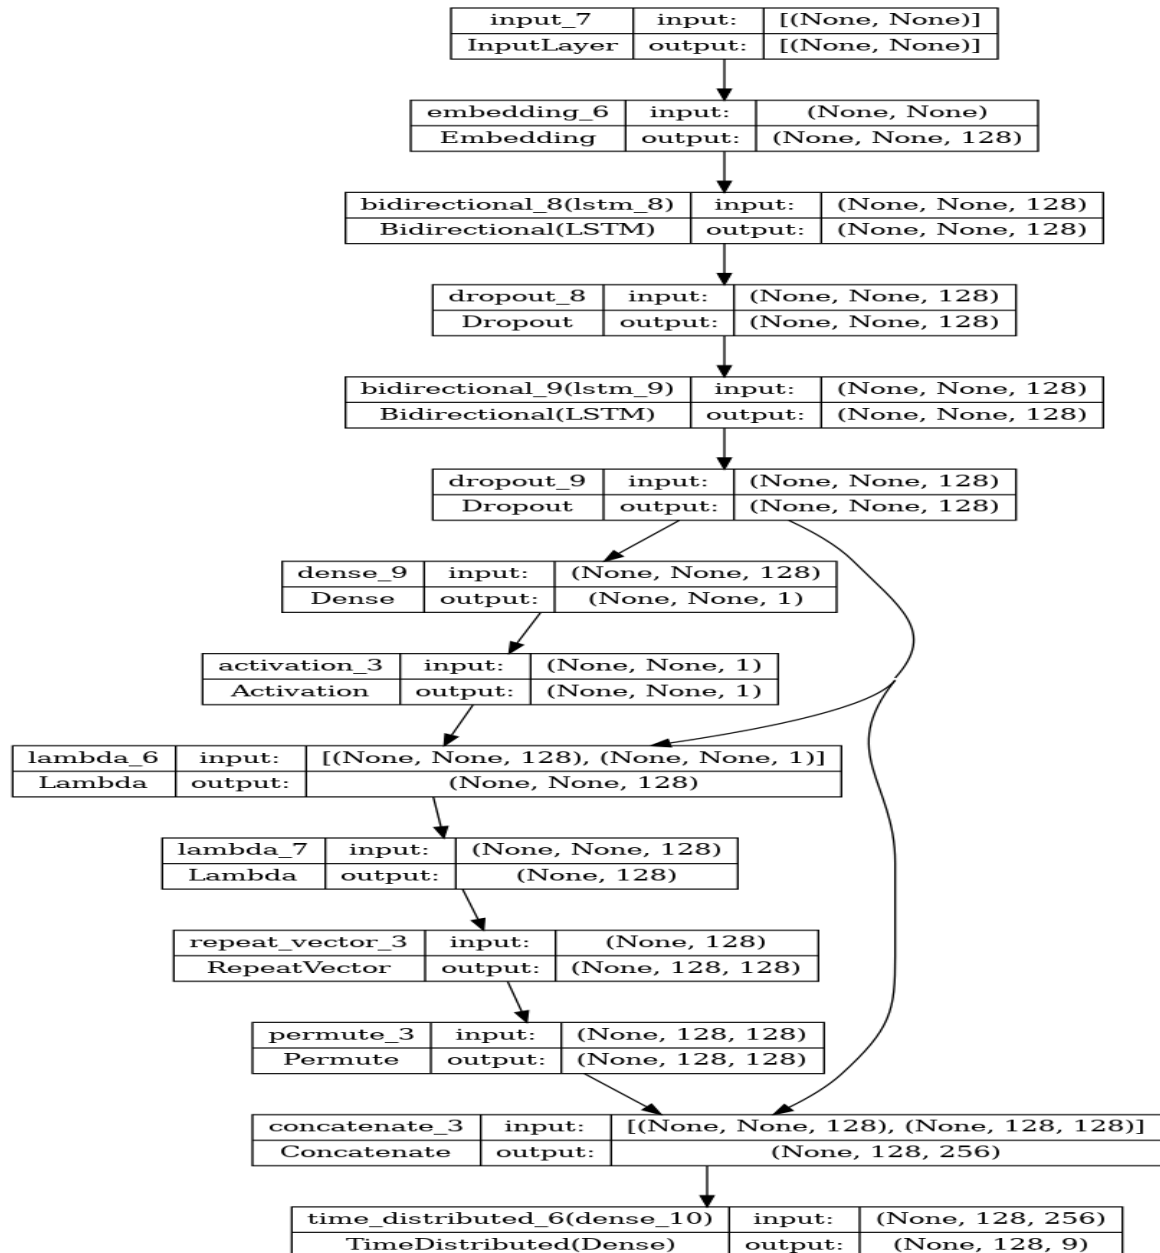 input_7 input: [(None, None)]
InputLayer output: [(None, None)]
embedding_6 input: (None, None)
Embedding output: (None, None, 128)
bidirectional_8(lstm_8) input: (None, None, 128)
Bidirectional(LSTM) output: (None, None, 128)
dropout_8 input: (None, None, 128)
Dropout output: (None, None, 128)
bidirectional_9(lstm_9) input: (None, None, 128)
Bidirectional(LSTM) output: (None, None, 128)
dropout_9 input: (None, None, 128)
Dropout output: (None, None, 128)
dense_9 input: (None, None, 128)
Dense output: (None, None, 1)
activation_3 input: (None, None, 1)
Activation output: (None, None, 1)
lambda_6 input: [(None, None, 128), (None, None, 1)]
Lambda output: (None, None, 128)
lambda_7 input: (None, None, 128)
Lambda output: (None, 128)
repeat_vector_3 input: (None, 128)
RepeatVector output: (None, 128, 128)
permute_3 input: (None, 128, 128)
Permute output: (None, 128, 128)
concatenate_3 input: [(None, None, 128), (None, 128, 128)]
Concatenate output: (None, 128, 256)
time_distributed_6(dense_10) input: (None, 128, 256)
TimeDistributed(Dense) output: (None, 128, 9)